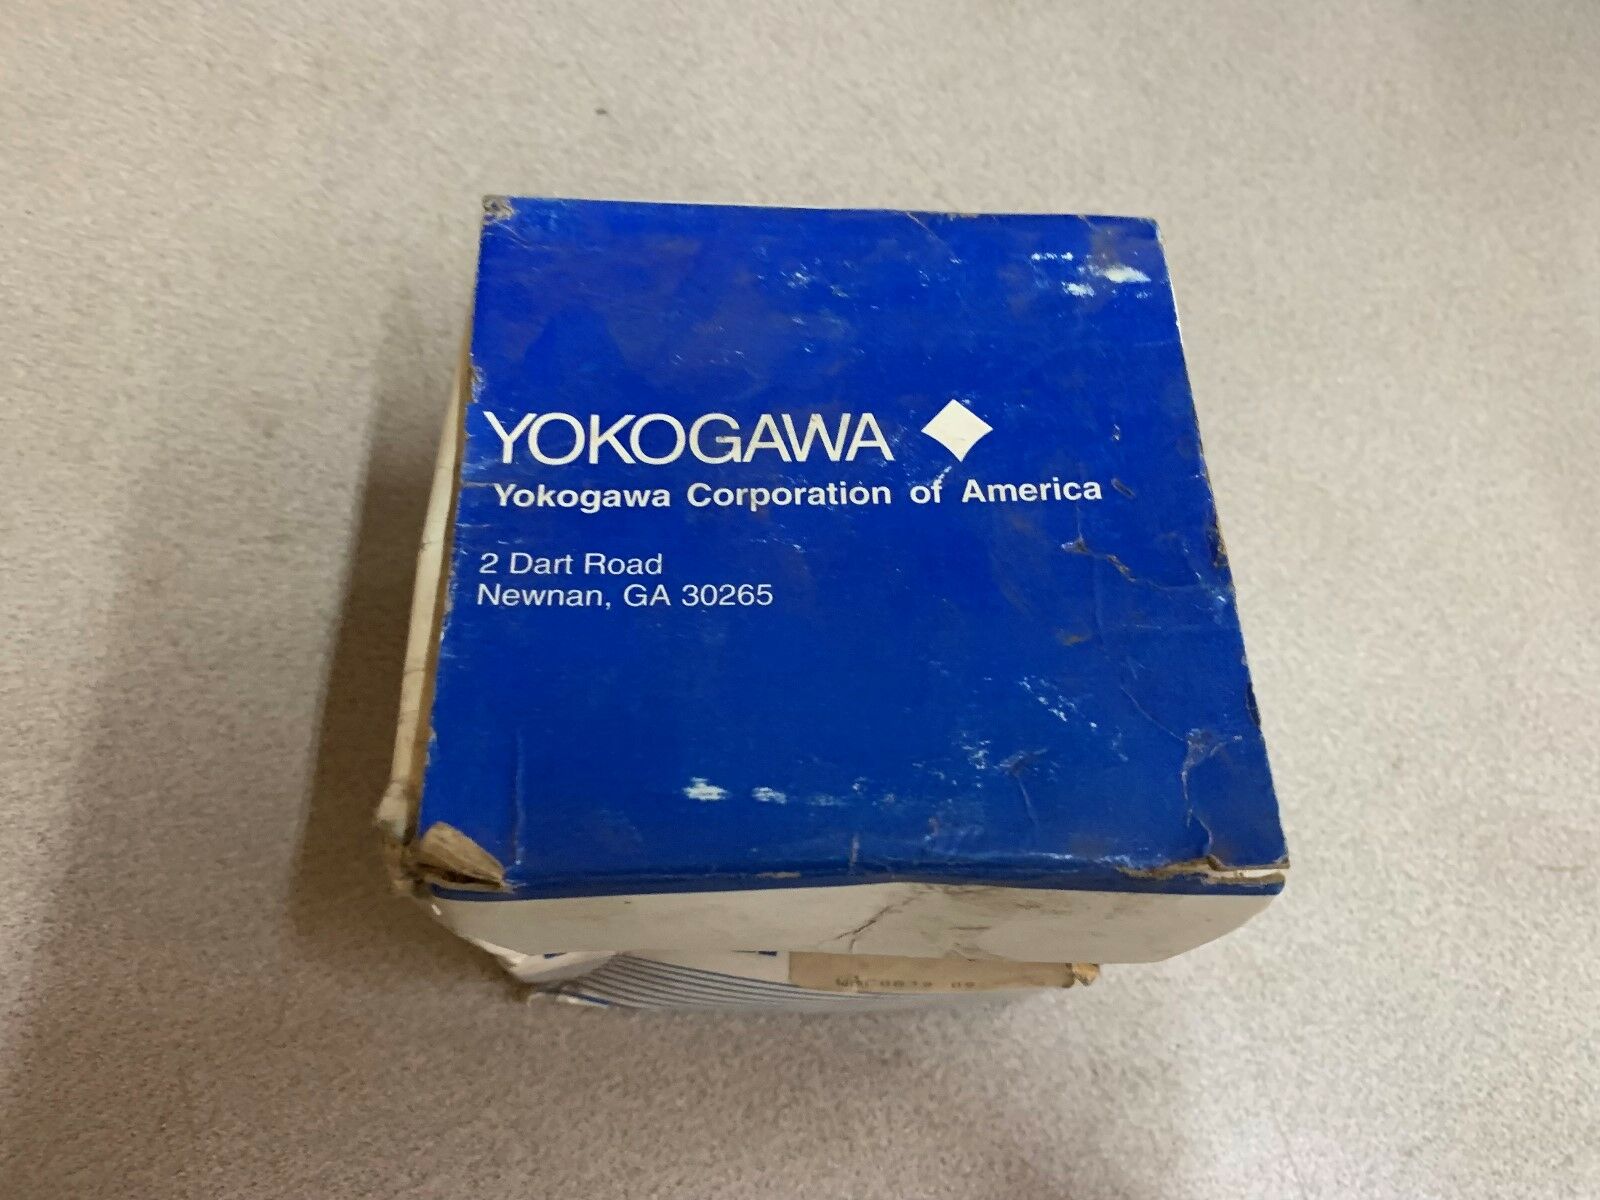 YOKOGAWA
Yokogawa Corporation of America
2 Dart Road
Newnan, GA 30265